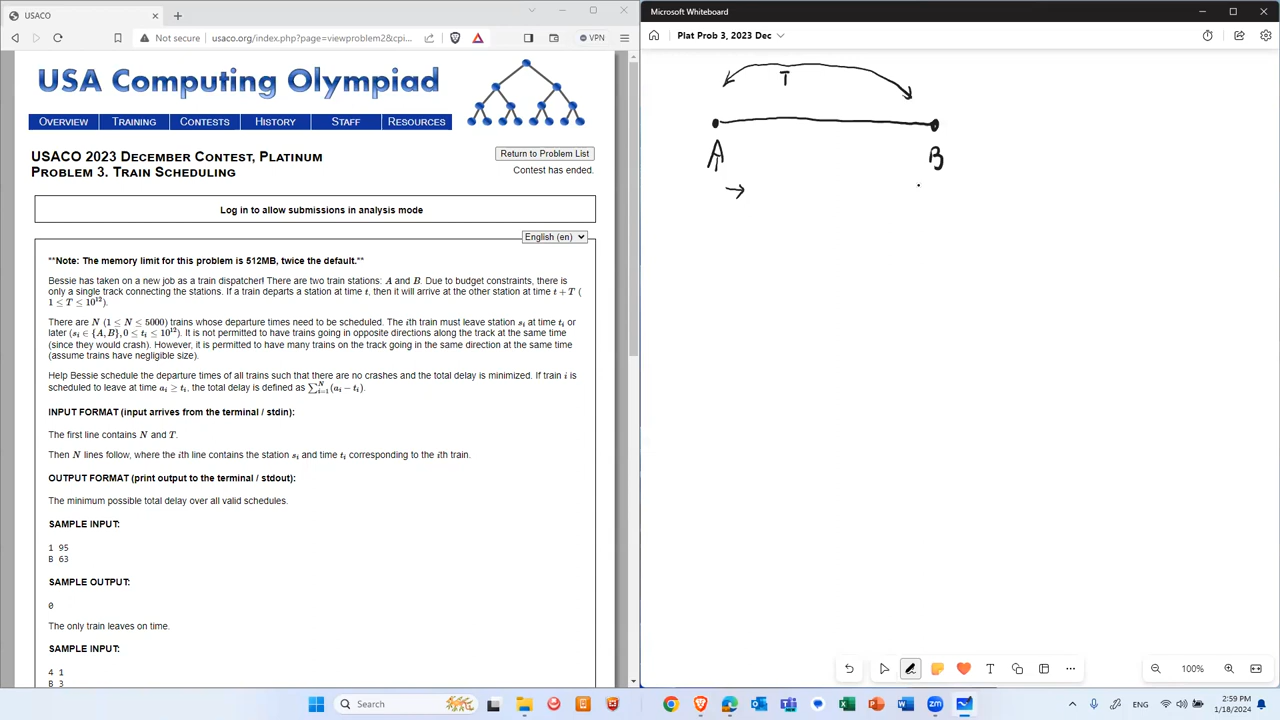 USACO
Not secure usaco.org/index.php?page=viewproblem2&cpi...
VPN
USA Computing Olympiad
OVERVIEW TRAINING CONTESTS HISTORY STAFF RESOURCES
USACO 2023 DECEMBER CONTEST, PLATINUM
PROBLEM 3. TRAIN SCHEDULING
Return to Problem List
Contest has ended.
Log in to allow submissions in analysis mode
English (en)
**Note: The memory limit for this problem is 512MB, twice the default.**
Bessie has taken on a new job as a train dispatcher! There are two train stations: A and B. Due to budget constraints, there is
only a single track connecting the stations. If a train departs a station at time t, then it will arrive at the other station at time t + T (
1 ≤ T ≤ 10¹²).
There are N (1 ≤ N ≤ 5000) trains whose departure times need to be scheduled. The ith train must leave station sᵢ at time tᵢ or
later (sᵢ ∈ {A, B}, 0 ≤ tᵢ ≤ 10¹²). It is not permitted to have trains going in opposite directions along the track at the same time
(since they would crash). However, it is permitted to have many trains on the track going in the same direction at the same time
(assume trains have negligible size).
Help Bessie schedule the departure times of all trains such that there are no crashes and the total delay is minimized. If train i is
scheduled to leave at time aᵢ ≥ tᵢ, the total delay is defined as ∑ᵢ₌₁ᴺ(aᵢ − tᵢ).
INPUT FORMAT (input arrives from the terminal / stdin):
The first line contains N and T.
Then N lines follow, where the ith line contains the station sᵢ and time tᵢ corresponding to the ith train.
OUTPUT FORMAT (print output to the terminal / stdout):
The minimum possible total delay over all valid schedules.
SAMPLE INPUT:
1 95
B 63
SAMPLE OUTPUT:
0
The only train leaves on time.
SAMPLE INPUT:
4 1
B 3
Microsoft Whiteboard
Plat Prob 3, 2023 Dec
T
A B
100%
Search
ENG
2:59 PM
1/18/2024